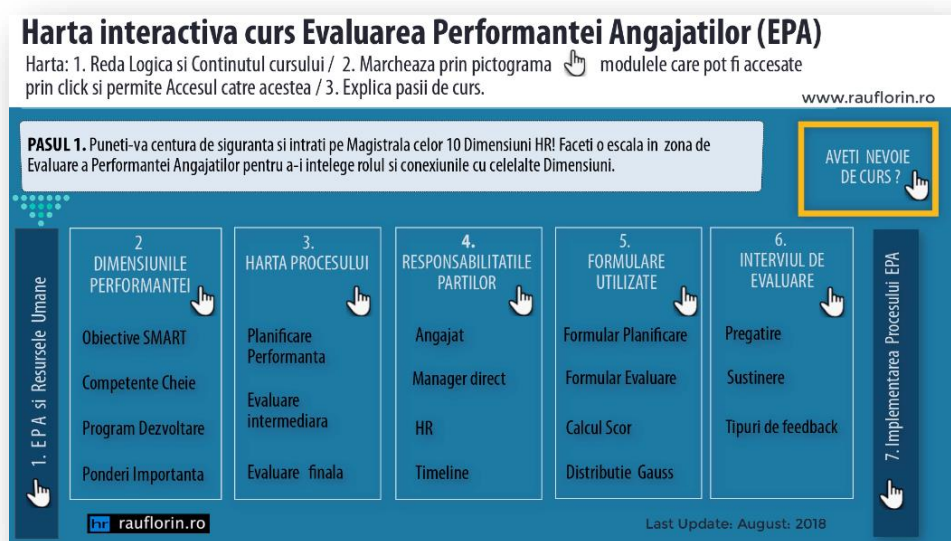 Harta interactiva curs Evaluarea Performantei Angajatilor (EPA)
Harta: 1. Reda Logica si Continutul cursului / 2. Marcheaza prin pictograma modulele care pot fi accesate
prin click si permite Accesul catre acestea / 3. Explica pasii de curs.
www.rauflorin.ro
PASUL 1. Puneti-va centura de siguranta si intrati pe Magistrala celor 10 Dimensiuni HR! Faceti o escala in zona de
Evaluare a Performantei Angajatilor pentru a-i intelege rolul si conexiunile cu celelalte Dimensiuni.
AVETI NEVOIE
DE CURS ?
1. E P A si Resursele Umane
2
DIMENSIUNILE
PERFORMANTEI
Obiective SMART
Competente Cheie
Program Dezvoltare
Ponderi Importanta
3.
HARTA PROCESULUI
Planificare
Performanta
Evaluare
intermediara
Evaluare finala
4.
RESPONSABILITATILE
PARTILOR
Angajat
Manager direct
HR
Timeline
5.
FORMULARE
UTILIZATE
Formular Planificare
Formular Evaluare
Calcul Scor
Distributie Gauss
6.
INTERVIUL DE
EVALUARE
Pregatire
Sustinere
Tipuri de feedback
7. Implementarea Procesului EPA
hr rauflorin.ro
Last Update: August: 2018